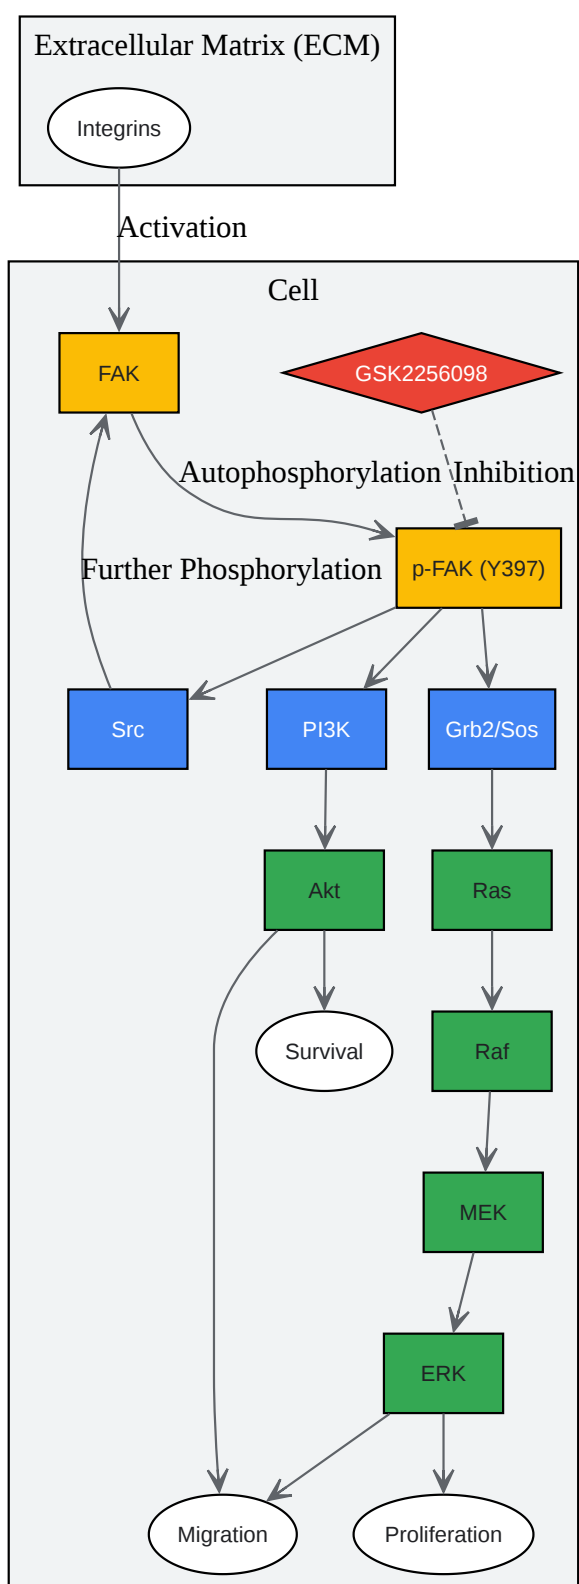 Extracellular Matrix (ECM)
Integrins
Activation
Cell
FAK
GSK2256098
Autophosphorylation
Inhibition
Further Phosphorylation
p-FAK (Y397)
Src
PI3K
Grb2/Sos
Akt
Ras
Survival
Raf
MEK
ERK
Migration
Proliferation